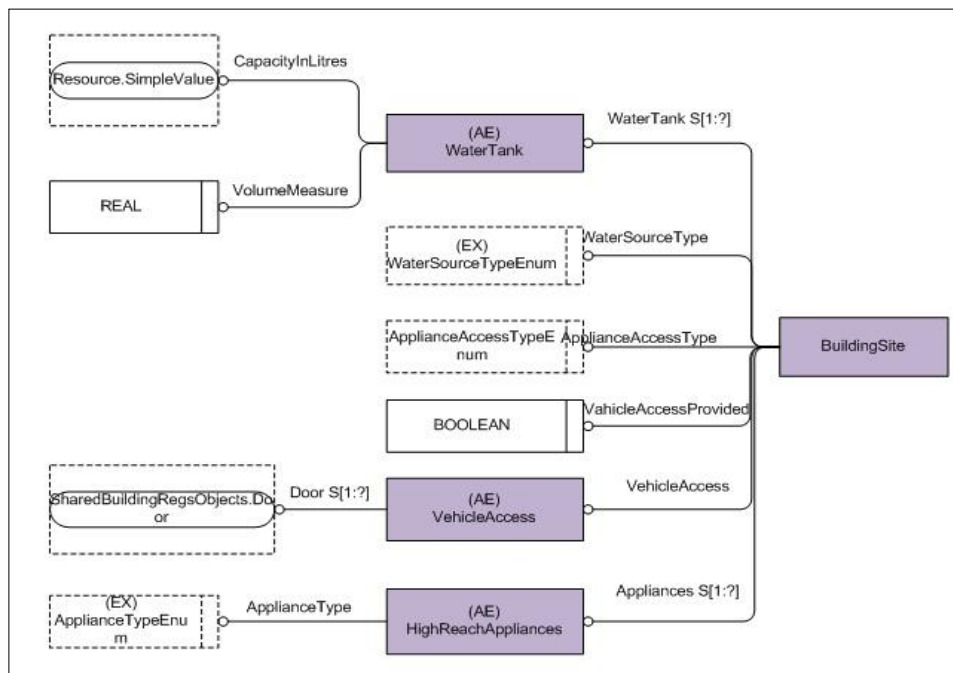 CapacityInLitres
Resource.SimpleValue
WaterTank S[1:?]
(AE)
WaterTank
VolumeMeasure
REAL
(EX)
WaterSourceTypeEnum
WaterSourceType
ApplianceAccessTypeE
num
ApplianceAccessType
BuildingSite
BOOLEAN
VahicleAccessProvided
SharedBuildingRegsObjects.Do
or
Door S[1:?]
(AE)
VehicleAccess
VehicleAccess
(EX)
ApplianceTypeEnu
m
ApplianceType
(AE)
HighReachAppliances
Appliances S[1:?]